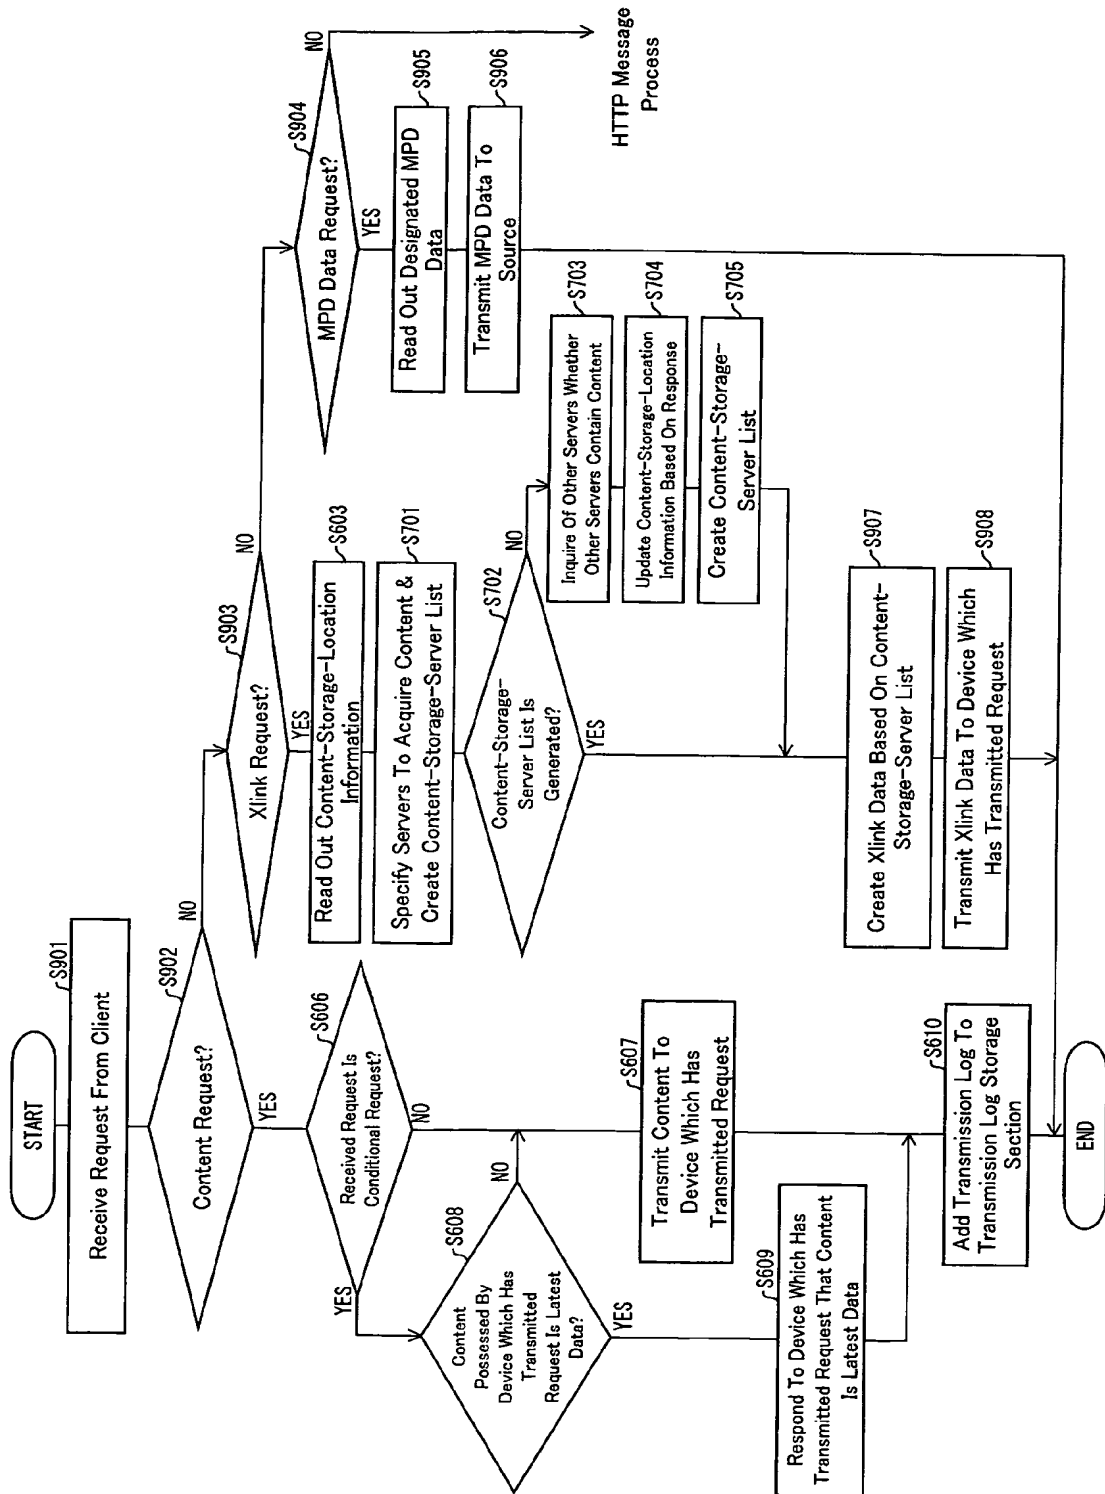 START
S901
Receive Request From Client
S902
Content Request?
NO
YES
S606
Received Request Is
Conditional Request?
YES
NO
S608
Content
Possessed By
Device Which Has
Transmitted
Request Is Latest
Data?
NO
YES
S607
Transmit Content To
Device Which Has
Transmitted Request
S609
Respond To Device Which Has
Transmitted Request That Content
Is Latest Data
S610
Add Transmission Log To
Transmission Log Storage
Section
END
S903
Xlink Request?
NO
YES
S603
Read Out Content-Storage-Location
Information
S701
Specify Servers To Acquire Content &
Create Content-Storage-Server List
S702
Content-Storage-
Server List Is
Generated?
NO
YES
S703
Inquire Of Other Servers Whether
Other Servers Contain Content
S704
Update Content-Storage-Location
Information Based On Response
S705
Create Content-Storage-
Server List
S907
Create Xlink Data Based On Content-
Storage-Server List
S908
Transmit Xlink Data To Device Which
Has Transmitted Request
S904
MPD Data Request?
NO
YES
S905
Read Out Designated MPD
Data
S906
Transmit MPD Data To
Source
HTTP Message
Process